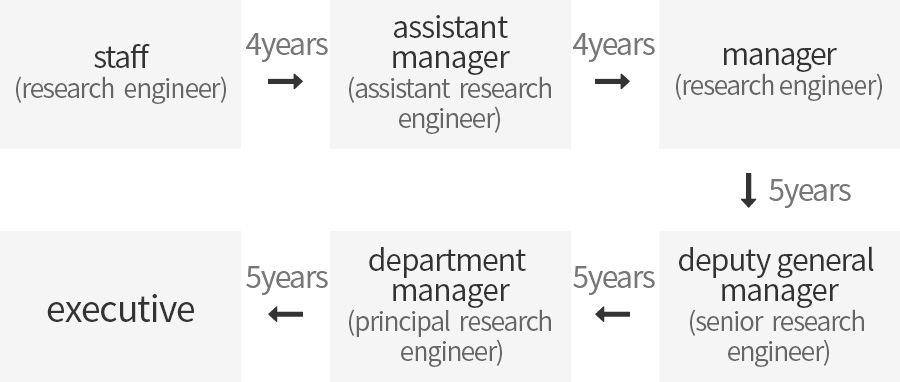 staff
(research engineer)
4years
assistant
manager
(assistant research
engineer)
4years
manager
(research engineer)
5years
deputy general
manager
(senior research
engineer)
5years
department
manager
(principal research
engineer)
5years
executive